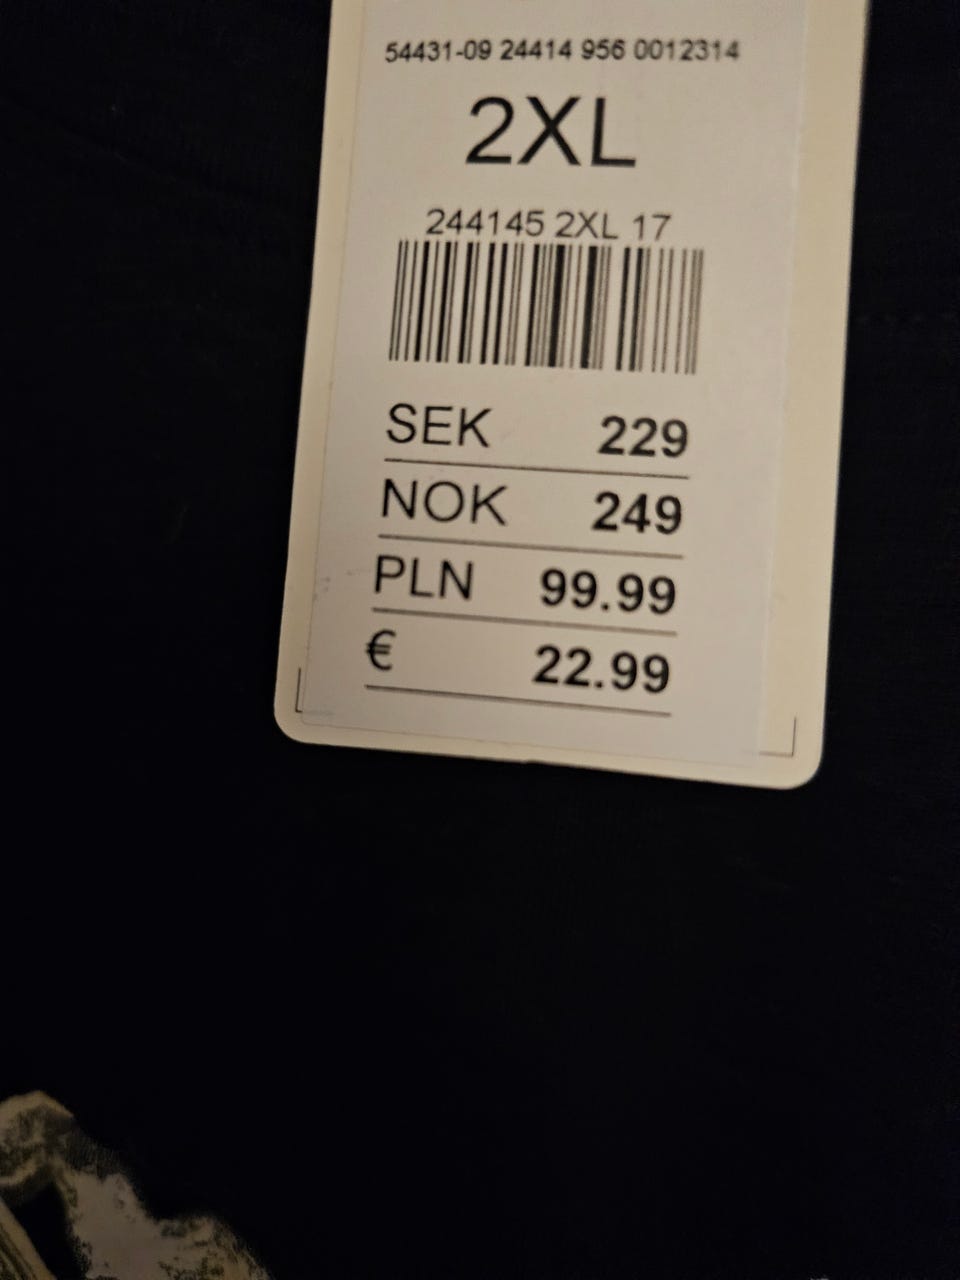 54431-09 24414 956 0012314
2XL
244145 2XL 17
SEK 229
NOK 249
PLN 99.99
€ 22.99